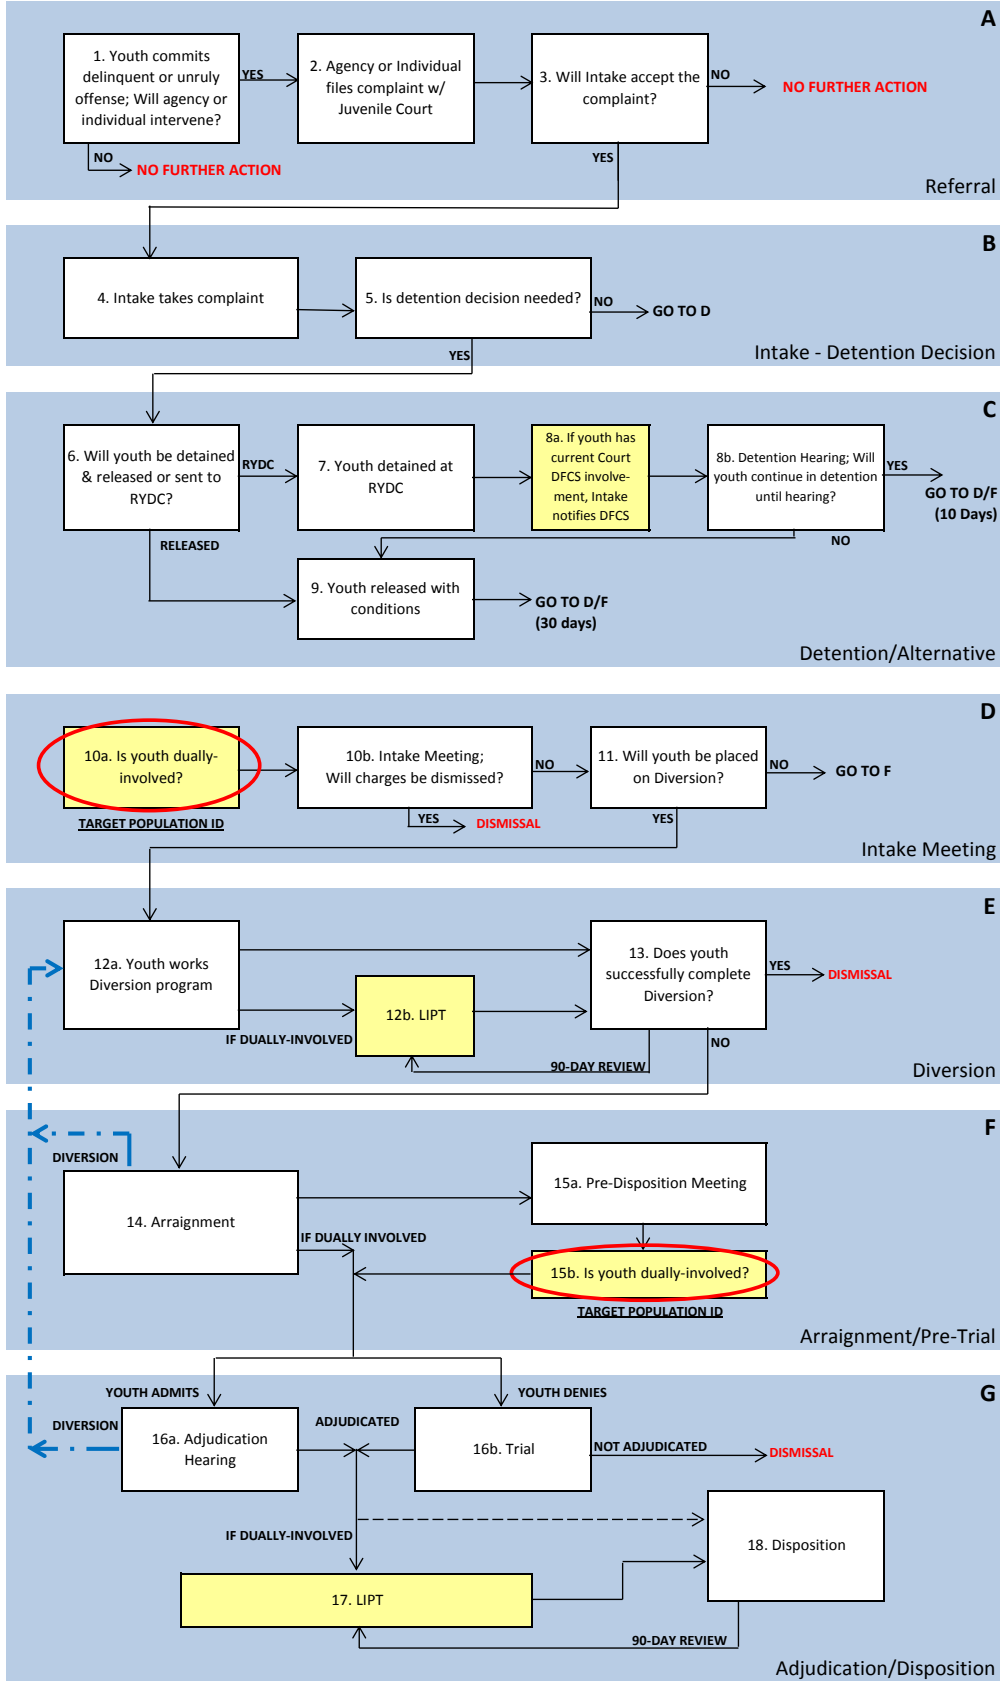 A
1. Youth commits
delinquent or unruly
offense; Will agency or
individual intervene?
YES
2. Agency or Individual
files complaint w/
Juvenile Court
3. Will Intake accept the
complaint?
NO
NO FURTHER ACTION
NO
NO FURTHER ACTION
YES
Referral
B
4. Intake takes complaint
5. Is detention decision needed?
NO
GO TO D
YES
Intake - Detention Decision
C
6. Will youth be detained
& released or sent to
RYDC?
RYDC
7. Youth detained at
RYDC
8a. If youth has
current Court
DFCS involve-
ment, Intake
notifies DFCS
8b. Detention Hearing; Will
youth continue in detention
until hearing?
YES
GO TO D/F
(10 Days)
RELEASED
NO
9. Youth released with
conditions
GO TO D/F
(30 days)
Detention/Alternative
D
10a. Is youth dually-
involved?
10b. Intake Meeting;
Will charges be dismissed?
NO
11. Will youth be placed
on Diversion?
NO
GO TO F
TARGET POPULATION ID
YES
DISMISSAL
YES
Intake Meeting
E
12a. Youth works
Diversion program
13. Does youth
successfully complete
Diversion?
YES
DISMISSAL
12b. LIPT
IF DUALLY-INVOLVED
NO
90-DAY REVIEW
Diversion
F
DIVERSION
14. Arraignment
15a. Pre-Disposition Meeting
IF DUALLY INVOLVED
15b. Is youth dually-involved?
TARGET POPULATION ID
Arraignment/Pre-Trial
G
YOUTH ADMITS
YOUTH DENIES
DIVERSION
16a. Adjudication
Hearing
ADJUDICATED
16b. Trial
NOT ADJUDICATED
DISMISSAL
IF DUALLY-INVOLVED
18. Disposition
17. LIPT
90-DAY REVIEW
Adjudication/Disposition